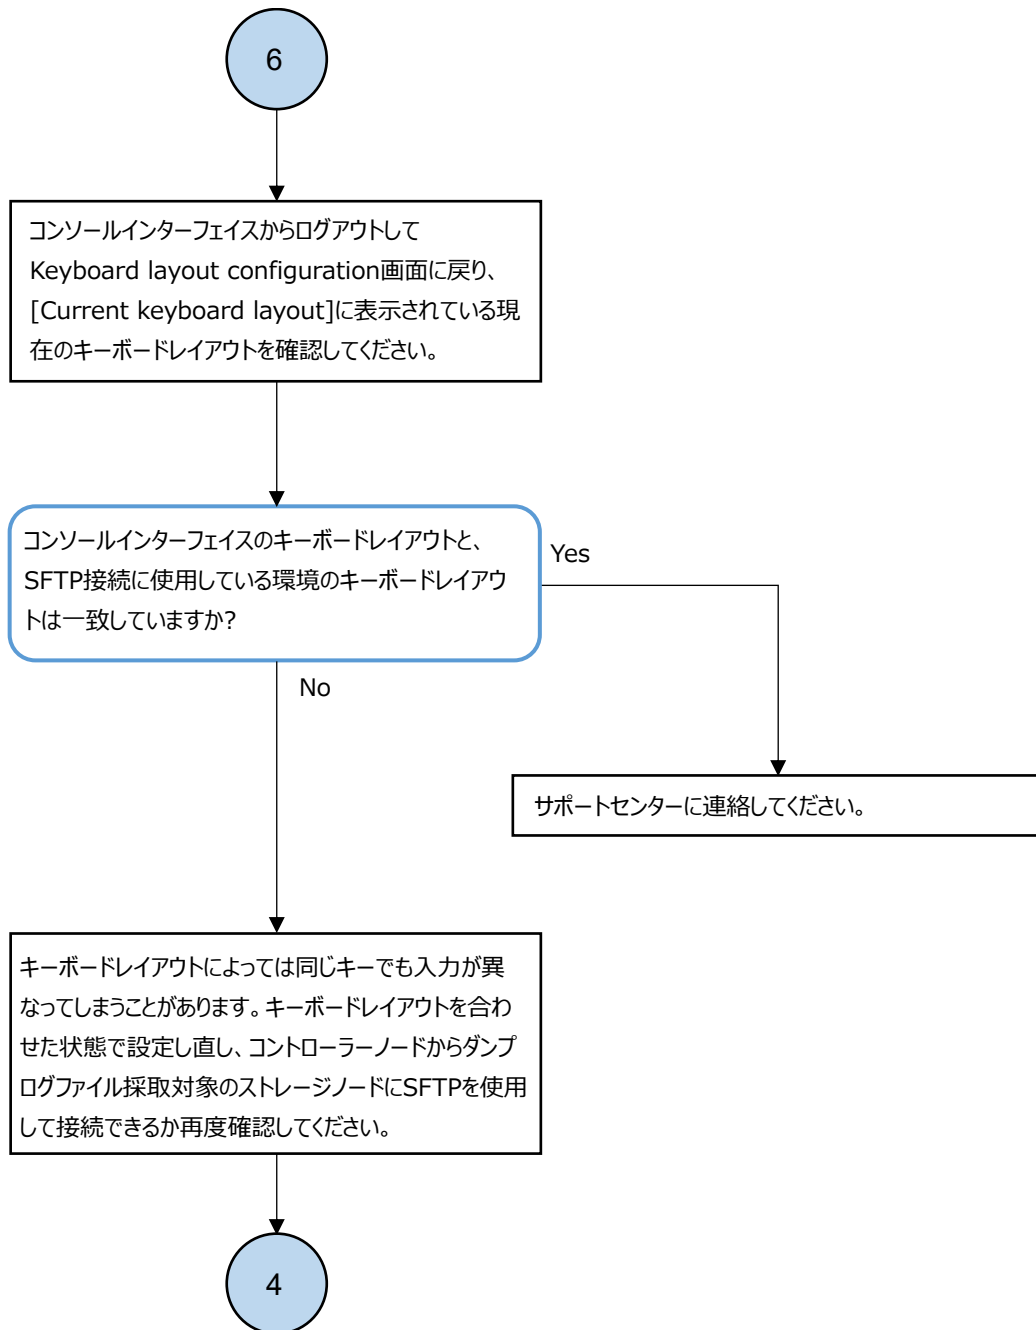 6
コンソールインターフェイスからログアウトして
Keyboard layout configuration画面に戻り、
[Current keyboard layout]に表示されている現
在のキーボードレイアウトを確認してください。
コンソールインターフェイスのキーボードレイアウトと、
SFTP接続に使用している環境のキーボードレイアウ
トは一致していますか?
Yes
No
サポートセンターに連絡してください。
キーボードレイアウトによっては同じキーでも入力が異
なってしまうことがあります。キーボードレイアウトを合わ
せた状態で設定し直し、コントローラーノードからダンプ
ログファイル採取対象のストレージノードにSFTPを使用
して接続できるか再度確認してください。
4